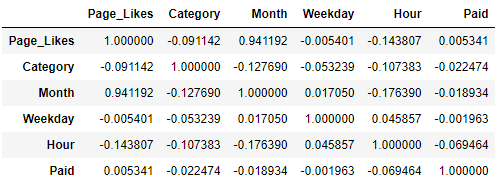 Page_Likes Category Month Weekday Hour Paid
Page_Likes 1.000000 -0.091142 0.941192 -0.005401 -0.143807 0.005341
Category -0.091142 1.000000 -0.127690 -0.053239 -0.107383 -0.022474
Month 0.941192 -0.127690 1.000000 0.017050 -0.176390 -0.018934
Weekday -0.005401 -0.053239 0.017050 1.000000 0.045857 -0.001963
Hour -0.143807 -0.107383 -0.176390 0.045857 1.000000 -0.069464
Paid 0.005341 -0.022474 -0.018934 -0.001963 -0.069464 1.000000